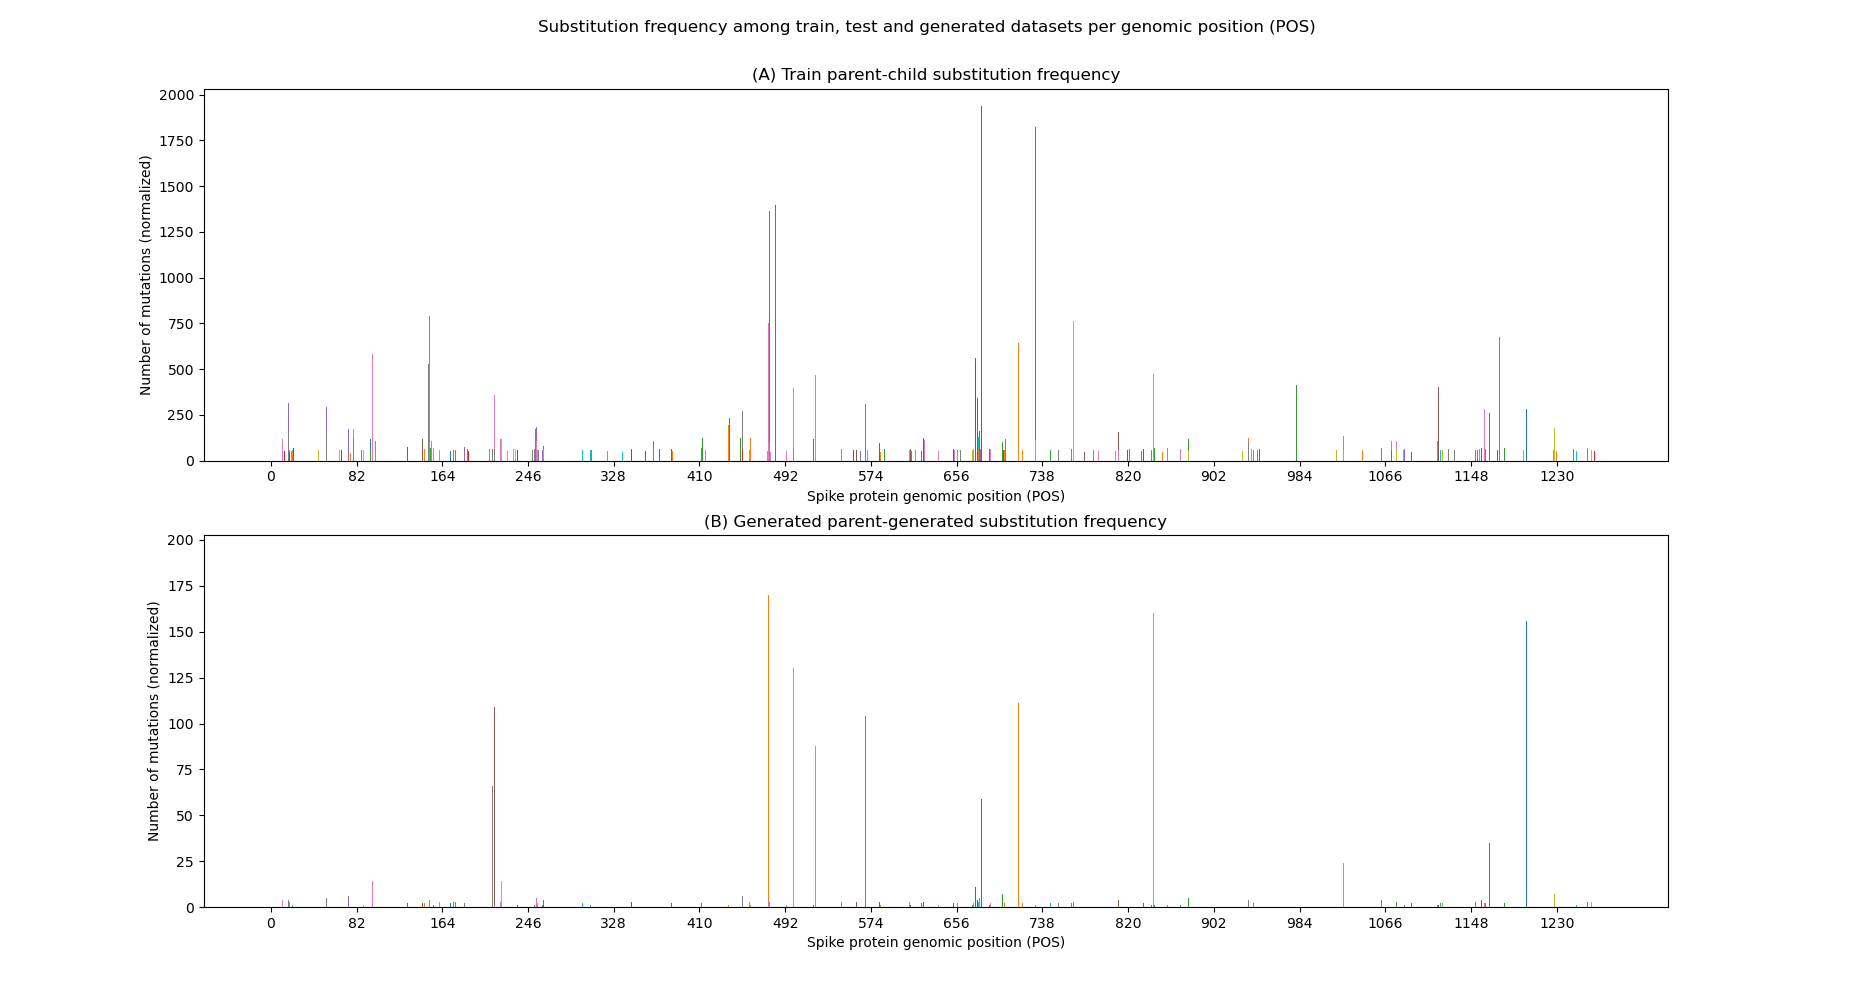 Substitution frequency among train, test and generated datasets per genomic position (POS)
(A) Train parent-child substitution frequency
2000
1750
1500
1250
1000
750
500
250
0
Number of mutations (normalized)
0 82 164 246 328 410 492 574 656 738 820 902 984 1066 1148 1230
Spike protein genomic position (POS)
(B) Generated parent-generated substitution frequency
200
175
150
125
100
75
50
25
0
Number of mutations (normalized)
0 82 164 246 328 410 492 574 656 738 820 902 984 1066 1148 1230
Spike protein genomic position (POS)